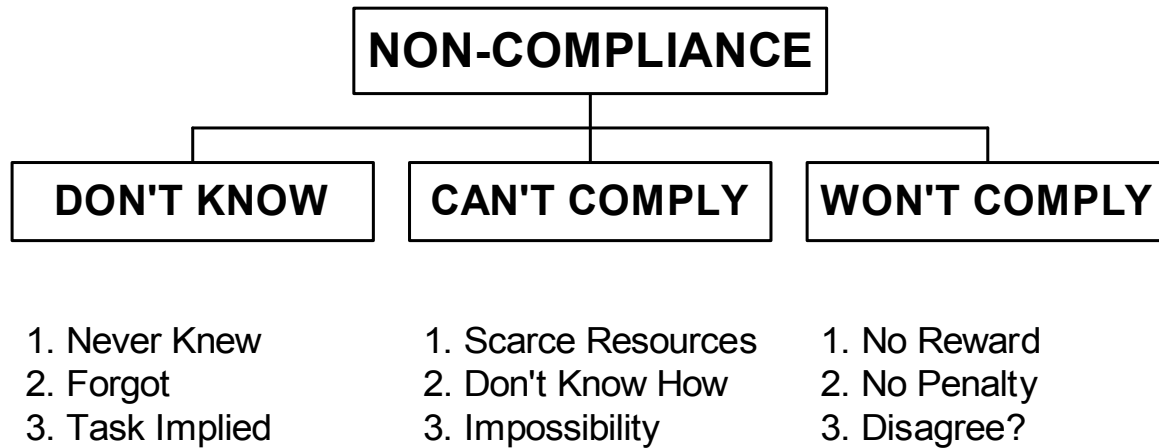 NON-COMPLIANCE
DON'T KNOW
CAN'T COMPLY
WON'T COMPLY
1. Never Knew
2. Forgot
3. Task Implied
1. Scarce Resources
2. Don't Know How
3. Impossibility
1. No Reward
2. No Penalty
3. Disagree?